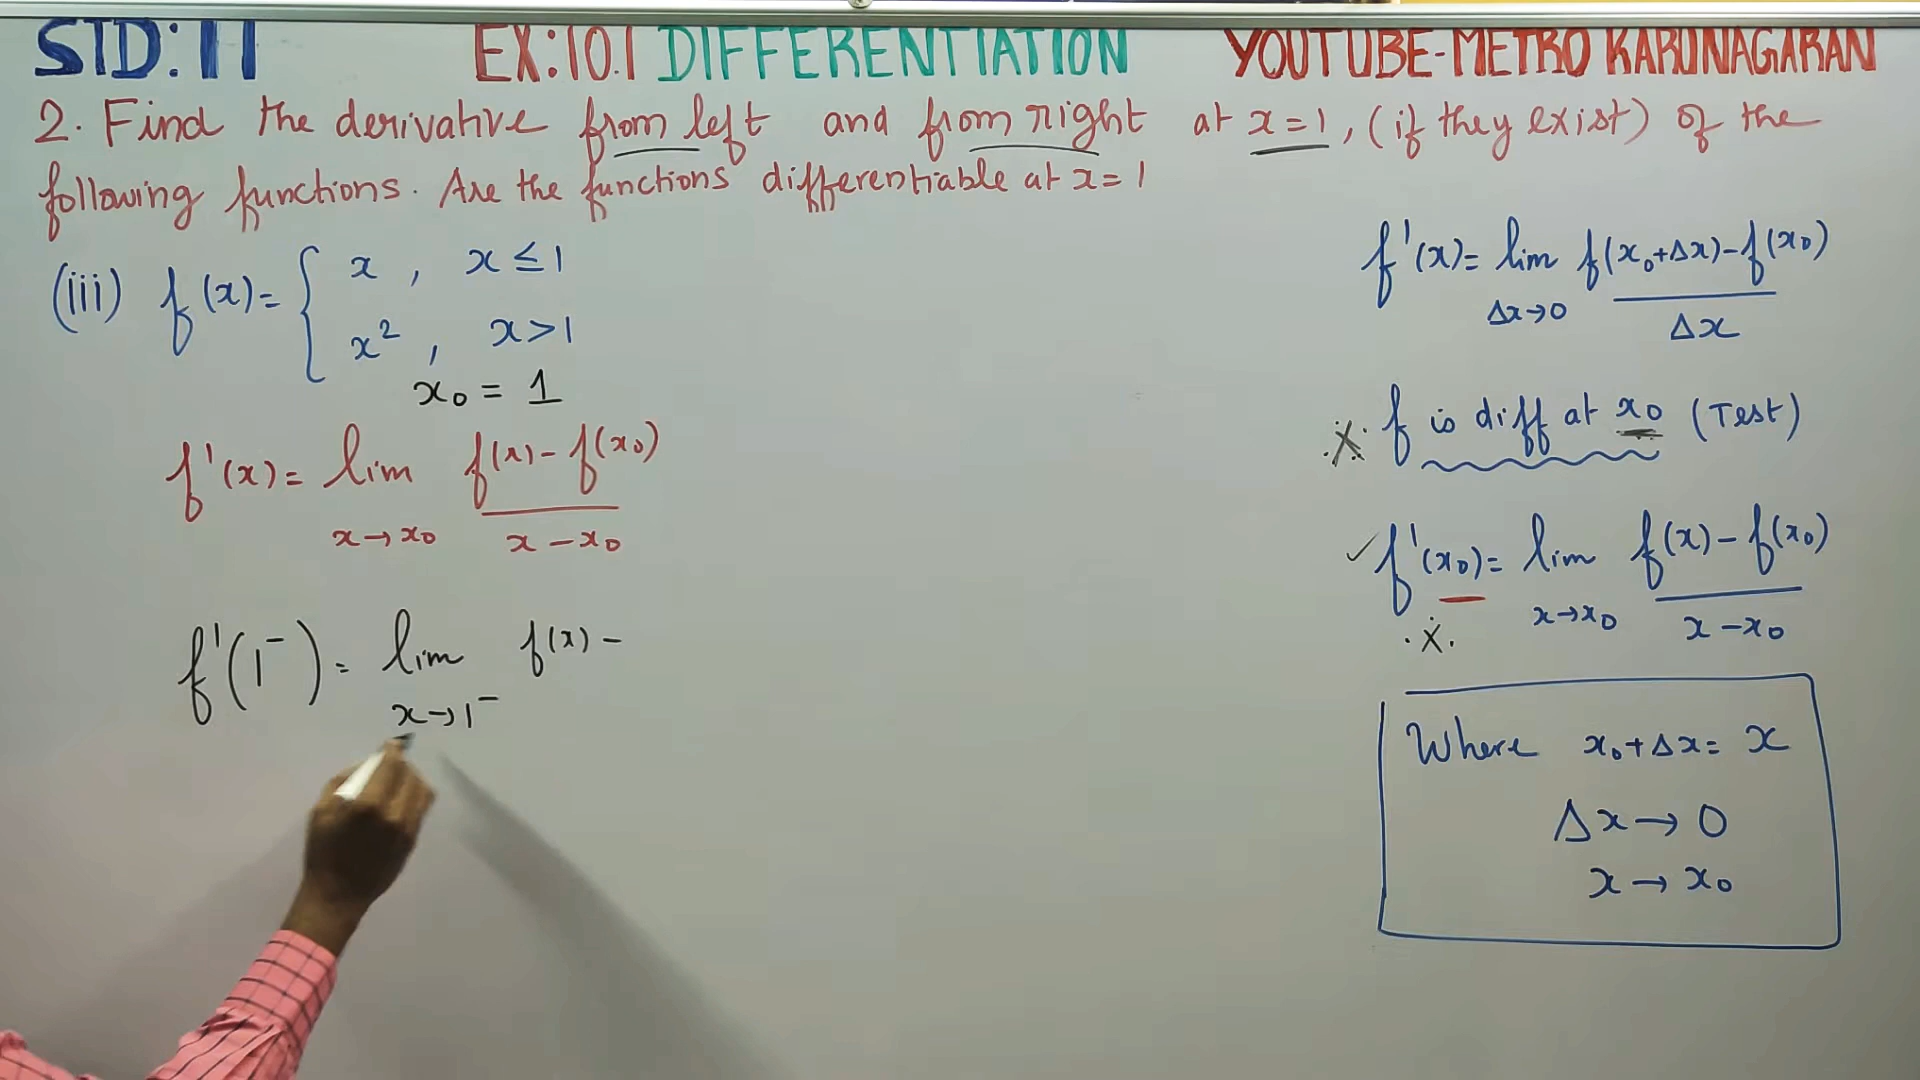 STD: 11 EX:10.1 DIFFERENTIATION YOUTUBE-METRO KARUNAGARAN
2. Find the derivative from left and from right at x=1, (if they exist) of the
following functions. Are the functions differentiable at x=1
(iii) f(x)= { x , x ≤ 1
x² , x > 1
x₀ = 1
f'(x)= lim f(x)-f(x₀)
x→x₀ x-x₀
f'(1⁻)= lim f(x) -
x→1⁻
f'(x)= lim f(x₀+Δx)-f(x₀)
Δx→0 Δx
f is diff at x₀ (Test)
✓ f'(x₀)= lim f(x)-f(x₀)
x→x₀ x-x₀
Where x₀+Δx= x
Δx→0
x→x₀